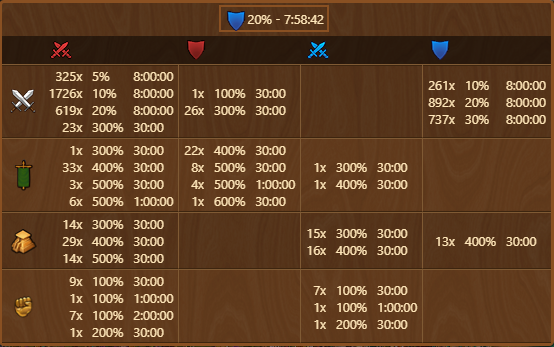 20% - 7:58:42
325x 5% 8:00:00
1726x 10% 8:00:00
619x 20% 8:00:00
23x 300% 30:00
1x 100% 30:00
26x 300% 30:00
261x 10% 8:00:00
892x 20% 8:00:00
737x 30% 8:00:00
1x 300% 30:00
33x 400% 30:00
3x 500% 30:00
6x 500% 1:00:00
22x 400% 30:00
8x 500% 30:00
4x 500% 1:00:00
1x 600% 30:00
1x 300% 30:00
1x 400% 30:00
14x 300% 30:00
29x 400% 30:00
14x 500% 30:00
15x 300% 30:00
16x 400% 30:00
13x 400% 30:00
9x 100% 30:00
1x 100% 1:00:00
7x 100% 2:00:00
1x 200% 30:00
7x 100% 30:00
1x 100% 1:00:00
1x 200% 30:00